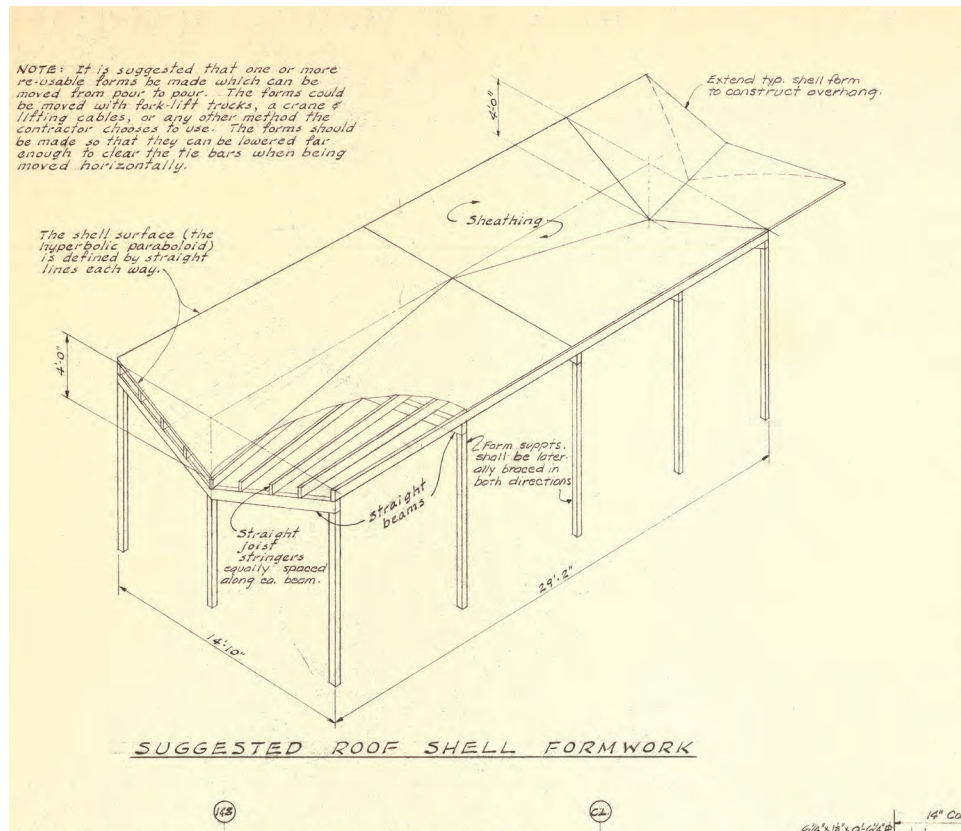 NOTE: It is suggested that one or more
re-usable forms be made which can be
moved from pour to pour. The forms could
be moved with fork-lift trucks, a crane &
lifting cables, or any other method the
contractor chooses to use. The forms should
be made so that they can be lowered far
enough to clear the tie bars when being
moved horizontally.
4'-0"
Extend typ. shell form
to construct overhang.
Sheathing
The shell surface (the
hyperbolic paraboloid)
is defined by straight
lines each way.
4'-0"
Form suppts.
shall be later-
ally braced in
both directions
Straight
beams
Straight
joist
stringers
equally spaced
along ea. beam.
29'-2"
14'-10"
SUGGESTED ROOF SHELL FORMWORK
CL